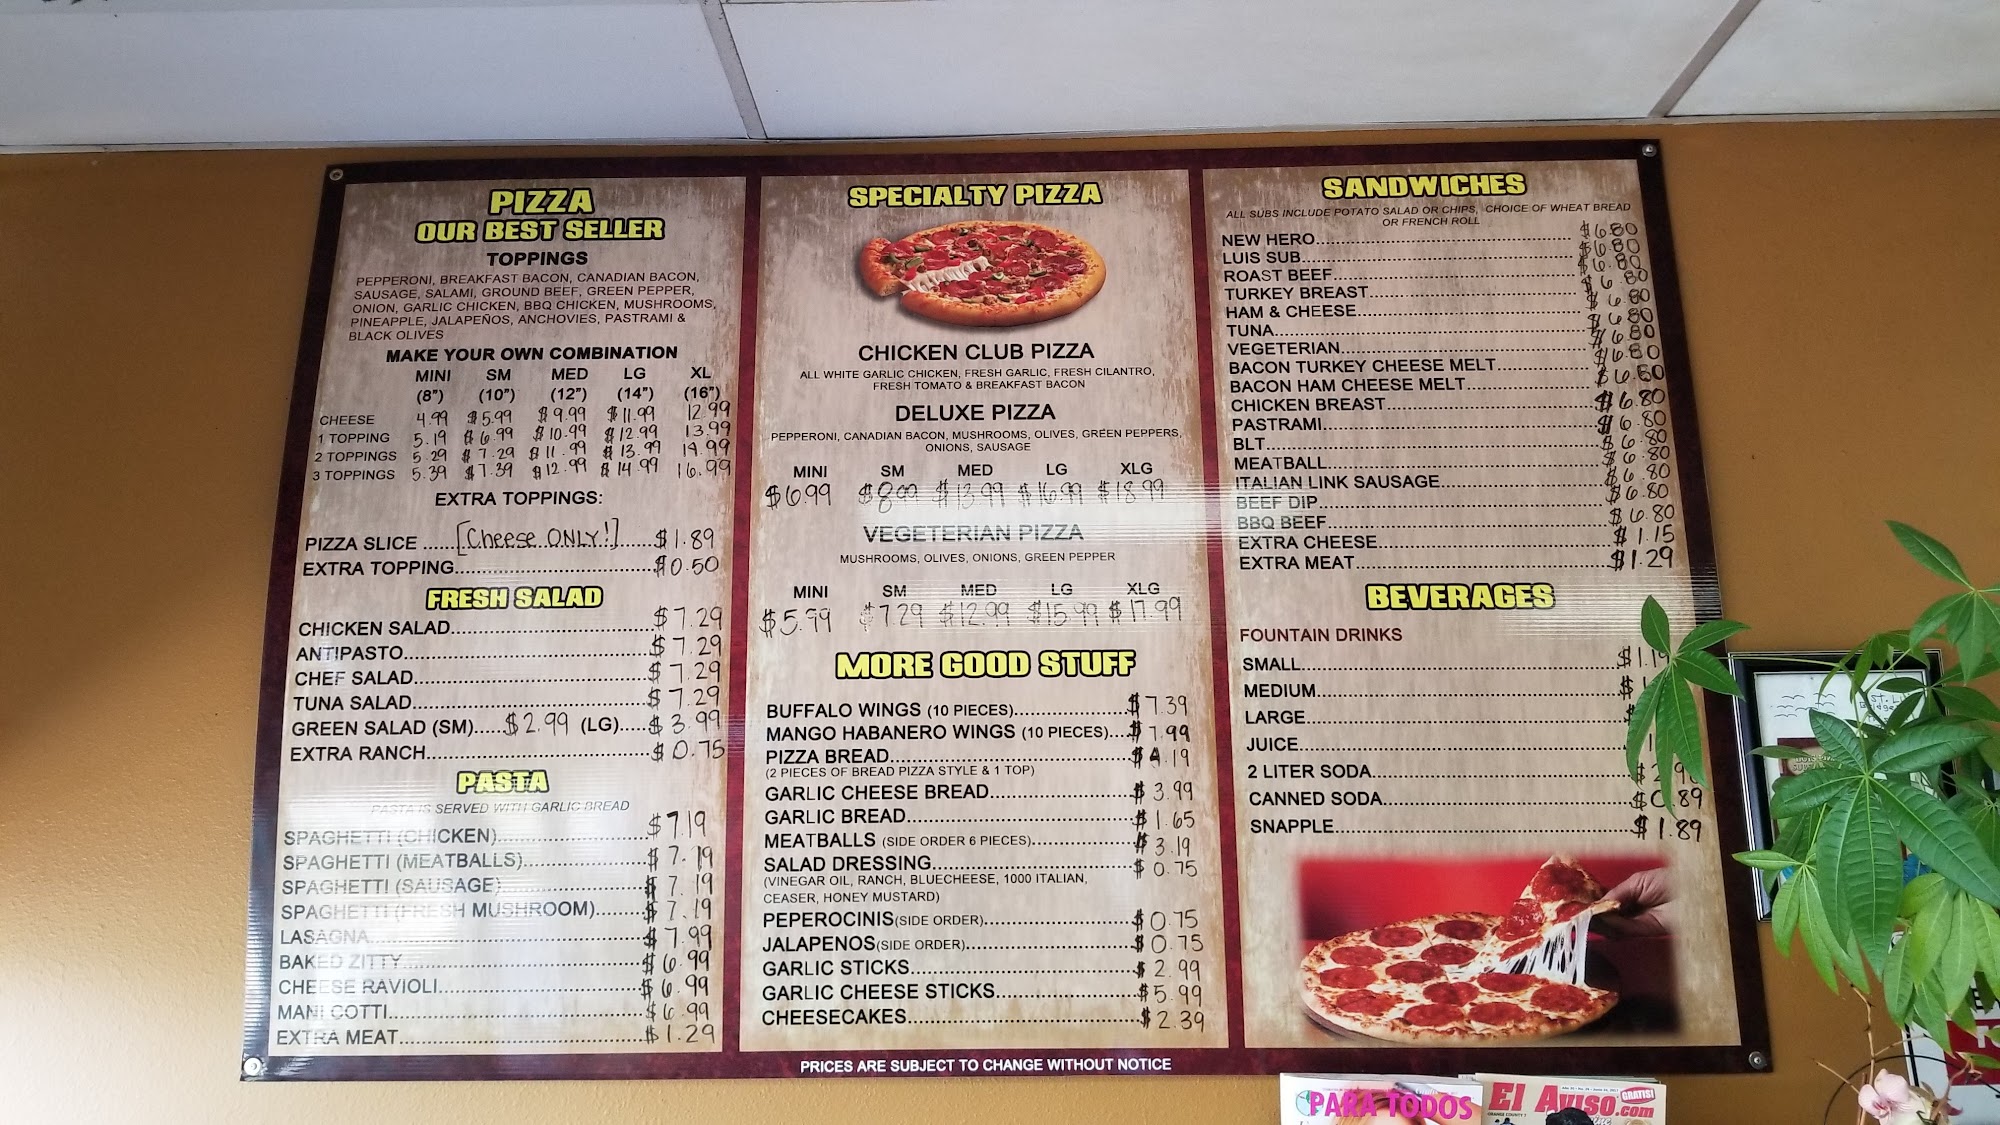 PIZZA
OUR BEST SELLER
TOPPINGS
PEPPERONI, BREAKFAST BACON, CANADIAN BACON,
SAUSAGE, SALAMI, GROUND BEEF, GREEN PEPPER,
ONION, GARLIC CHICKEN, BBQ CHICKEN, MUSHROOMS,
PINEAPPLE, JALAPEÑOS, ANCHOVIES, PASTRAMI &
BLACK OLIVES
MAKE YOUR OWN COMBINATION
MINI SM MED LG XL
(8") (10") (12") (14") (16")
CHEESE 4.99 $5.99 $9.99 $11.99 12.99
1 TOPPING 5.19 $6.99 $10.99 $12.99 13.99
2 TOPPINGS 5.29 $7.29 $11.99 $13.99 14.99
3 TOPPINGS 5.39 $7.39 $12.99 $14.99 16.99
EXTRA TOPPINGS:
PIZZA SLICE ......[Cheese ONLY!]......$1.89
EXTRA TOPPING......$0.50
FRESH SALAD
CHICKEN SALAD......$7.29
ANTIPASTO......$7.29
CHEF SALAD......$7.29
TUNA SALAD......$7.29
GREEN SALAD (SM)......$2.99 (LG)......$3.99
EXTRA RANCH......$0.75
PASTA
PASTA IS SERVED WITH GARLIC BREAD
SPAGHETTI (CHICKEN)......$7.19
SPAGHETTI (MEATBALLS)......$7.19
SPAGHETTI (SAUSAGE)......$7.19
SPAGHETTI (FRESH MUSHROOM)......$7.19
LASAGNA......$7.99
BAKED ZITTY......$6.99
CHEESE RAVIOLI......$6.99
MANI COTTI......$6.99
EXTRA MEAT......$1.29
SPECIALTY PIZZA
CHICKEN CLUB PIZZA
ALL WHITE GARLIC CHICKEN, FRESH GARLIC, FRESH CILANTRO,
FRESH TOMATO & BREAKFAST BACON
DELUXE PIZZA
PEPPERONI, CANADIAN BACON, MUSHROOMS, OLIVES, GREEN PEPPERS,
ONIONS, SAUSAGE
MINI SM MED LG XLG
$6.99 $8.99 $13.99 $16.99 $18.99
VEGETERIAN PIZZA
MUSHROOMS, OLIVES, ONIONS, GREEN PEPPER
MINI SM MED LG XLG
$5.99 $7.29 $12.99 $15.99 $17.99
MORE GOOD STUFF
BUFFALO WINGS (10 PIECES)......$7.39
MANGO HABANERO WINGS (10 PIECES)....$7.99
PIZZA BREAD......$4.19
(2 PIECES OF BREAD PIZZA STYLE & 1 TOP)
GARLIC CHEESE BREAD......$3.99
GARLIC BREAD......$1.65
MEATBALLS (SIDE ORDER 6 PIECES)......$3.19
SALAD DRESSING......$0.75
(VINEGAR OIL, RANCH, BLUECHEESE, 1000 ITALIAN,
CEASER, HONEY MUSTARD)
PEPEROCINIS(SIDE ORDER)......$0.75
JALAPENOS(SIDE ORDER)......$0.75
GARLIC STICKS......$2.99
GARLIC CHEESE STICKS......$5.99
CHEESECAKES......$2.39
SANDWICHES
ALL SUBS INCLUDE POTATO SALAD OR CHIPS, CHOICE OF WHEAT BREAD
OR FRENCH ROLL
NEW HERO......$6.80
LUIS SUB......$6.80
ROAST BEEF......$6.80
TURKEY BREAST......$6.80
HAM & CHEESE......$6.80
TUNA......$6.80
VEGETERIAN......$6.80
BACON TURKEY CHEESE MELT......$6.80
BACON HAM CHEESE MELT......
CHICKEN BREAST......$6.80
PASTRAMI......$6.80
BLT......$6.80
MEATBALL......$6.80
ITALIAN LINK SAUSAGE......$6.80
BEEF DIP......$6.80
BBQ BEEF......$6.80
EXTRA CHEESE......$1.15
EXTRA MEAT......$1.29
BEVERAGES
FOUNTAIN DRINKS
SMALL......$1.19
MEDIUM......$1.
LARGE......$
JUICE......
2 LITER SODA......$2.9
CANNED SODA......$0.89
SNAPPLE......$1.89
PRICES ARE SUBJECT TO CHANGE WITHOUT NOTICE
PARA TODOS
El Aviso.com
GRATIS!